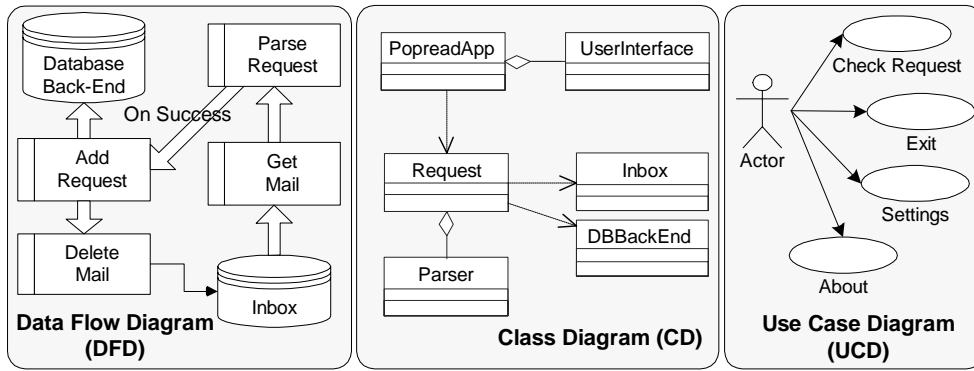 Database
Back-End
Parse
Request
On Success
Add
Request
Get
Mail
Delete
Mail
Inbox
Data Flow Diagram
(DFD)
PopreadApp
UserInterface
Request
Inbox
DBBackEnd
Parser
Class Diagram (CD)
Check Request
Actor
Exit
Settings
About
Use Case Diagram
(UCD)